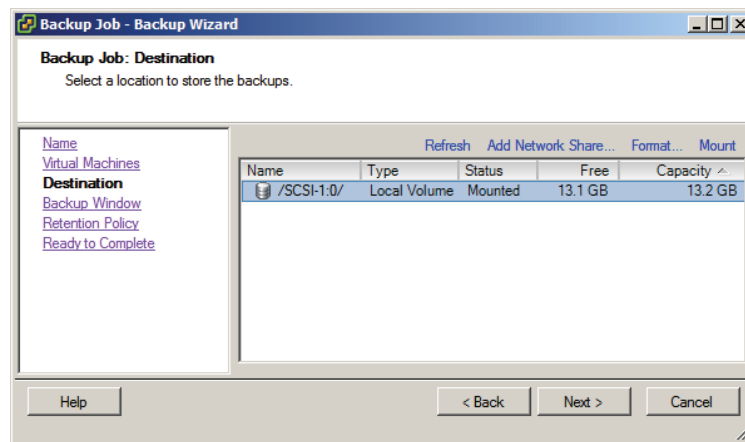 Backup Job - Backup Wizard
Backup Job: Destination
Select a location to store the backups.
Name
Virtual Machines
Destination
Backup Window
Retention Policy
Ready to Complete
Refresh Add Network Share... Format... Mount
Name Type Status Free Capacity
/SCSI-1:0/ Local Volume Mounted 13.1 GB 13.2 GB
Help < Back Next > Cancel